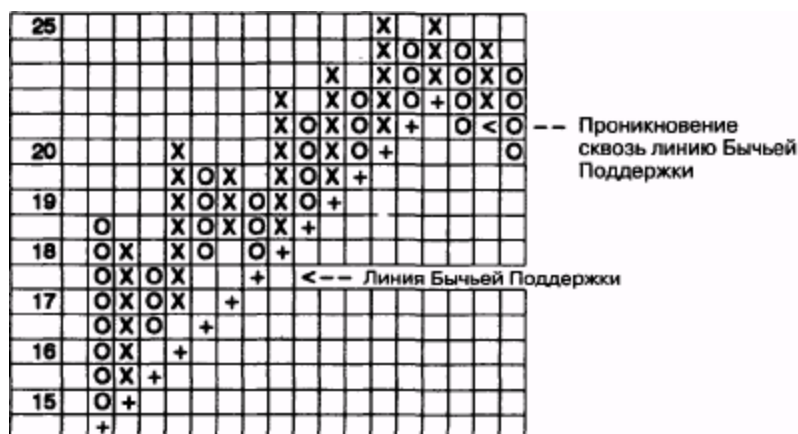 25 X X
X O X O X
X X O X O X O
X X O X O + O X O
X O X O X + O < O -- Проникновение
20 X X O X O + O сквозь линию Бычьей
X O X X O X + Поддержки
19 X O X O X O +
O X O X O X +
18 O X X O O +
O X O X + <-- Линия Бычьей Поддержки
17 O X O X +
O X O +
16 O X +
O X +
15 O +
+